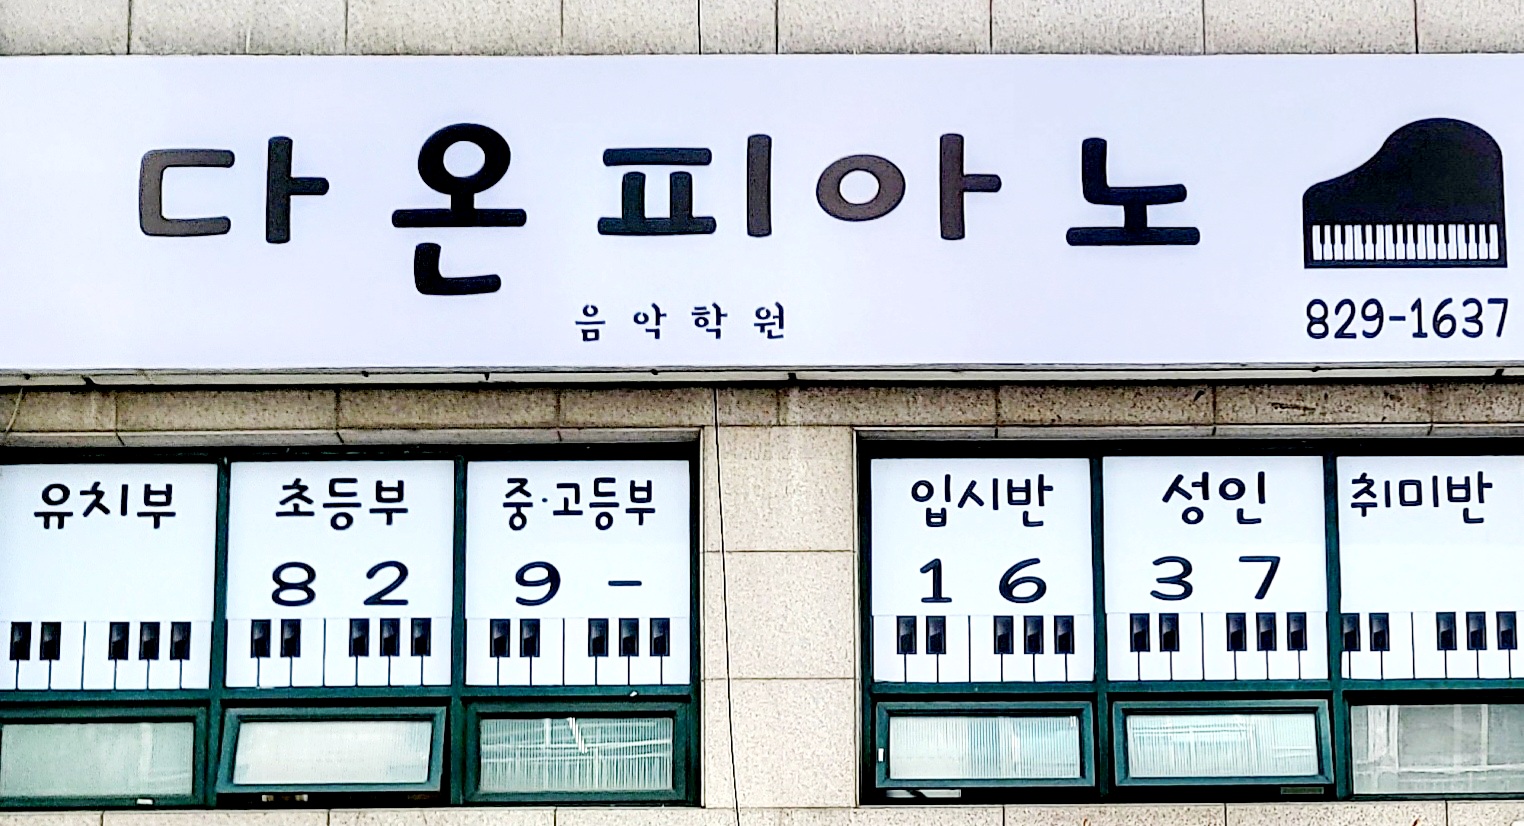 다온피아노
음악학원
829-1637
유치부 초등부 중·고등부 입시반 성인 취미반
82 9- 16 37